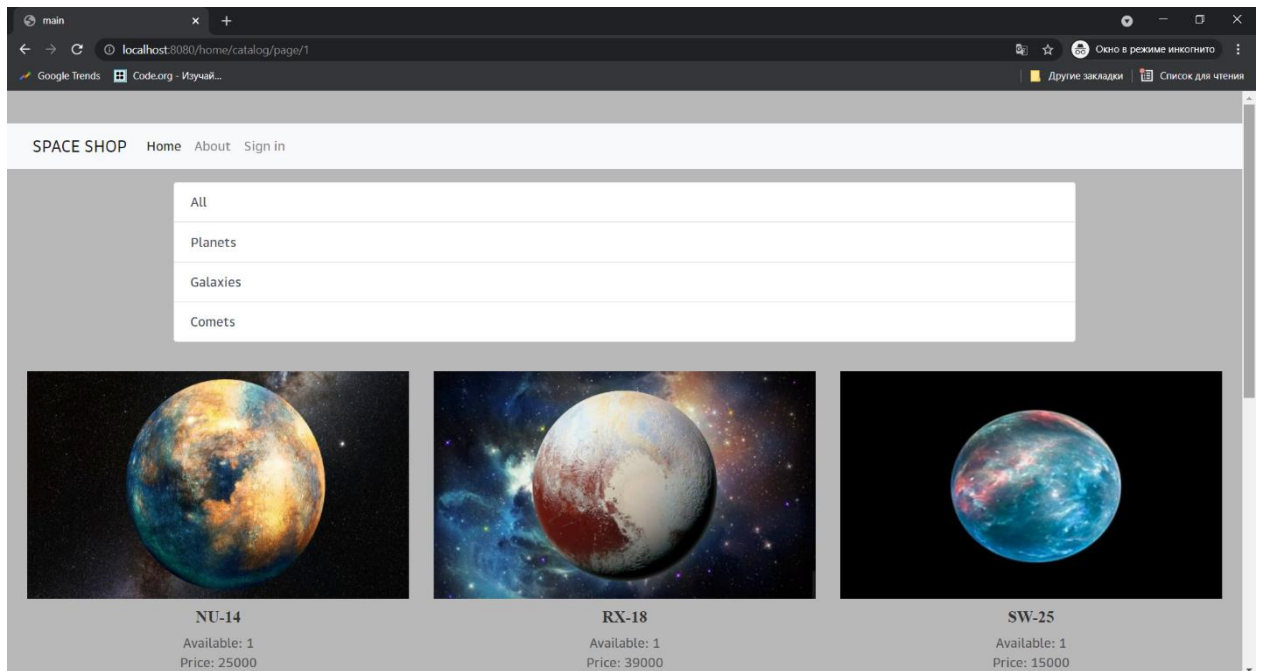 main
localhost:8080/home/catalog/page/1
Окно в режиме инкогнито
Google Trends Code.org - Изучай...
Другие закладки Список для чтения
SPACE SHOP Home About Sign in
All
Planets
Galaxies
Comets
NU-14 RX-18 SW-25
Available: 1 Available: 1 Available: 1
Price: 25000 Price: 39000 Price: 15000